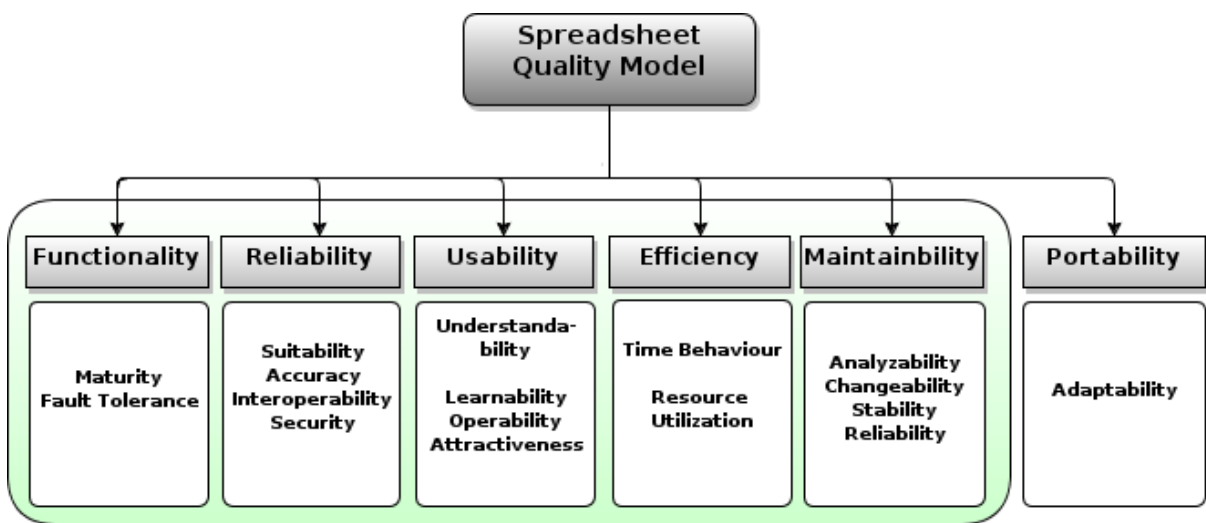 Spreadsheet
Quality Model
Functionality
Reliability
Usability
Efficiency
Maintainbility
Portability
Maturity
Fault Tolerance
Suitability
Accuracy
Interoperability
Security
Understanda-
bility
Learnability
Operability
Attractiveness
Time Behaviour
Resource
Utilization
Analyzability
Changeability
Stability
Reliability
Adaptability